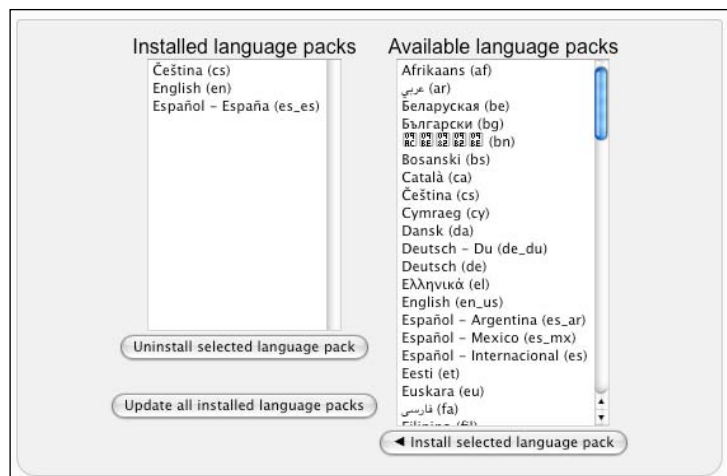 Installed language packs
Čeština (cs)
English (en)
Español - España (es_es)
Uninstall selected language pack
Update all installed language packs
Available language packs
Afrikaans (af)
عربي (ar)
Беларуская (be)
Български (bg)
(bn)
Bosanski (bs)
Català (ca)
Čeština (cs)
Cymraeg (cy)
Dansk (da)
Deutsch - Du (de_du)
Deutsch (de)
Ελληνικά (el)
English (en_us)
Español - Argentina (es_ar)
Español - Mexico (es_mx)
Español - Internacional (es)
Eesti (et)
Euskara (eu)
فارسی (fa)
Filipino (fil)
Install selected language pack